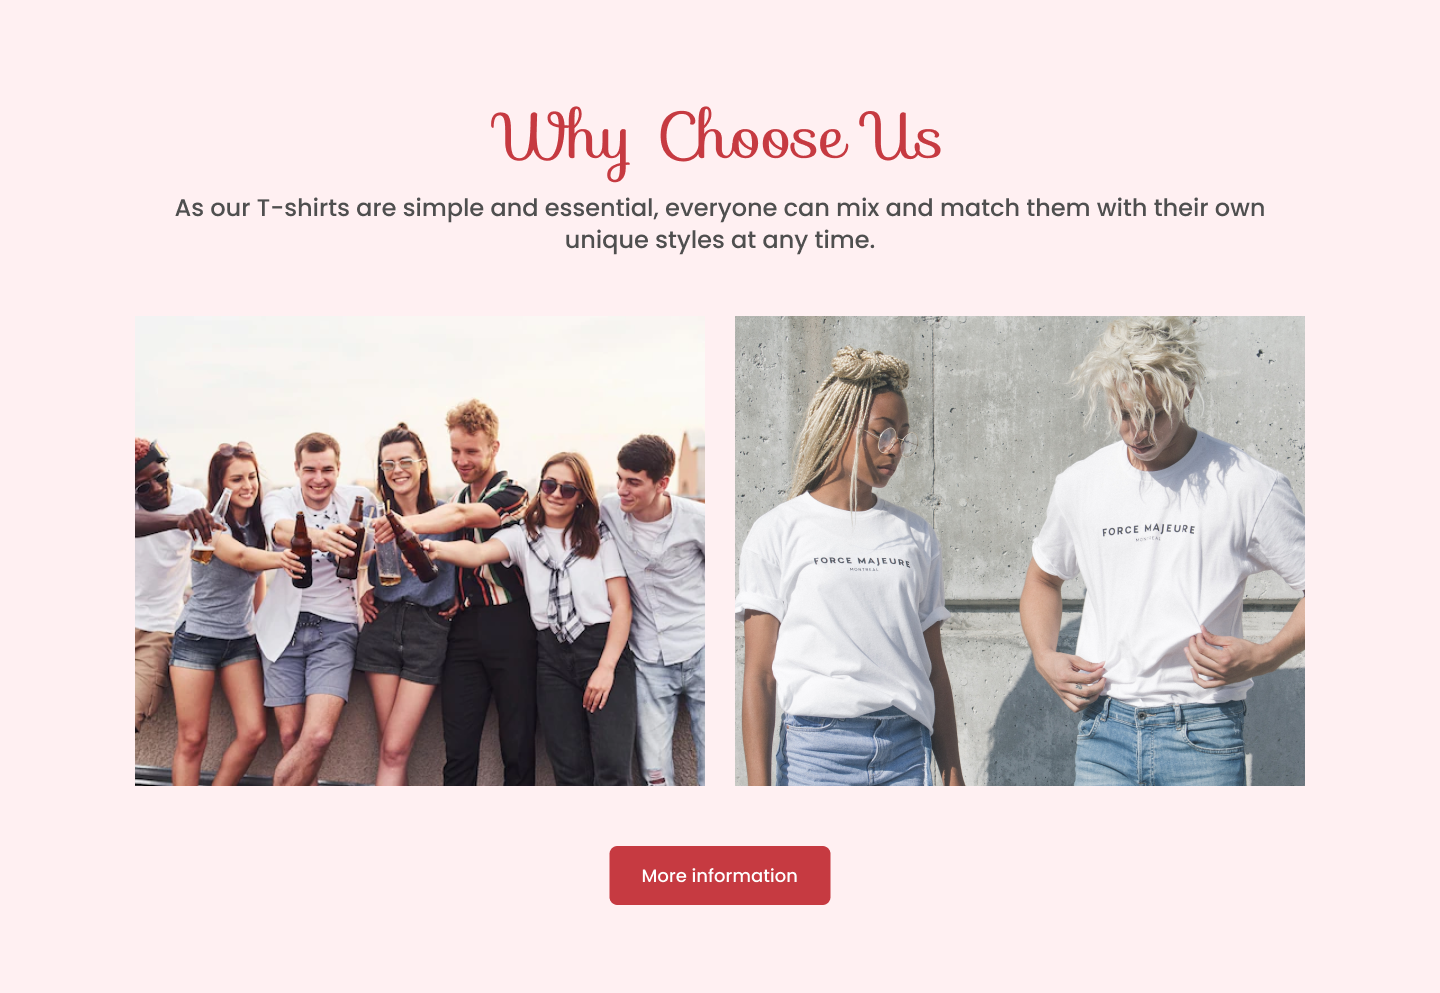 Why Choose Us
As our T-shirts are simple and essential, everyone can mix and match them with their own
unique styles at any time.
FORCE MAJEURE
MONTREAL
FORCE MAJEURE
MONTREAL
More information